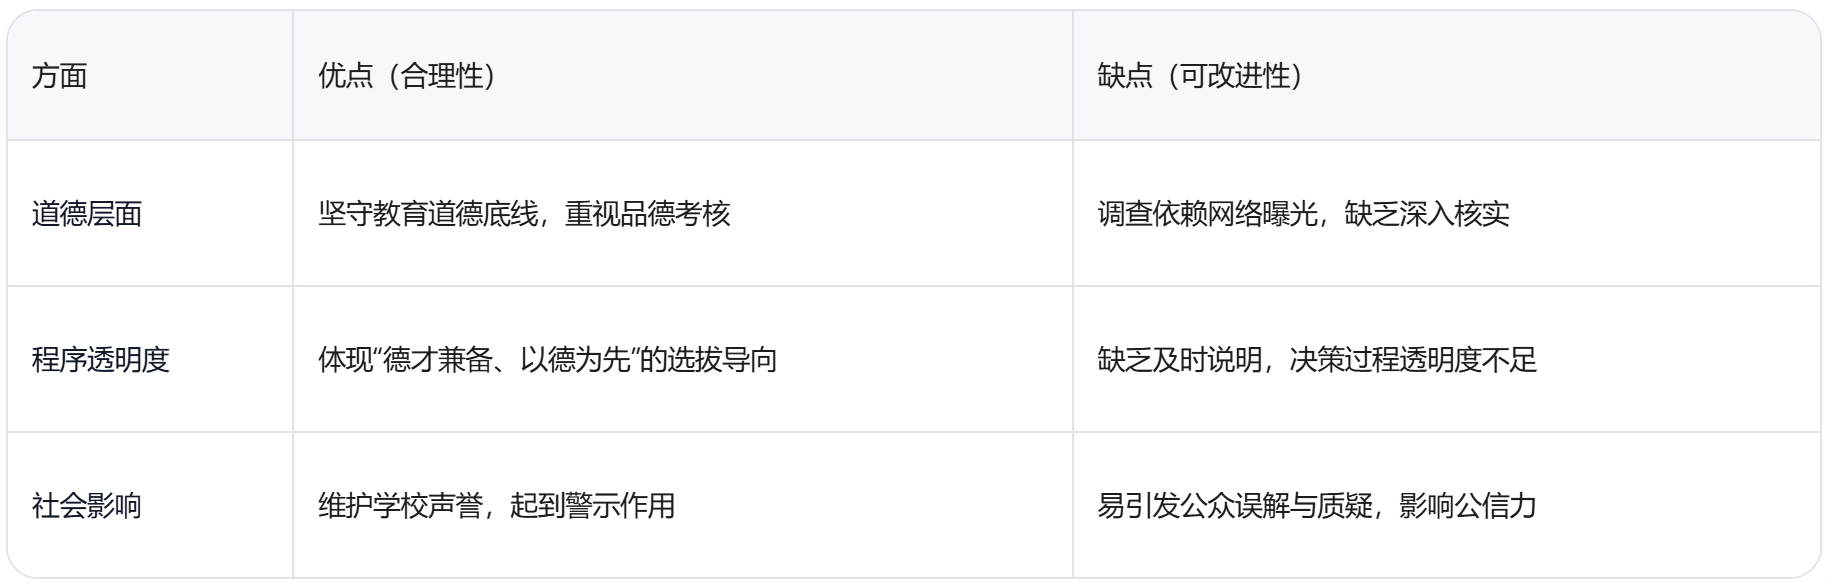 方面 优点（合理性） 缺点（可改进性）
道德层面 坚守教育道德底线，重视品德考核 调查依赖网络曝光，缺乏深入核实
程序透明度 体现“德才兼备、以德为先”的选拔导向 缺乏及时说明，决策过程透明度不足
社会影响 维护学校声誉，起到警示作用 易引发公众误解与质疑，影响公信力